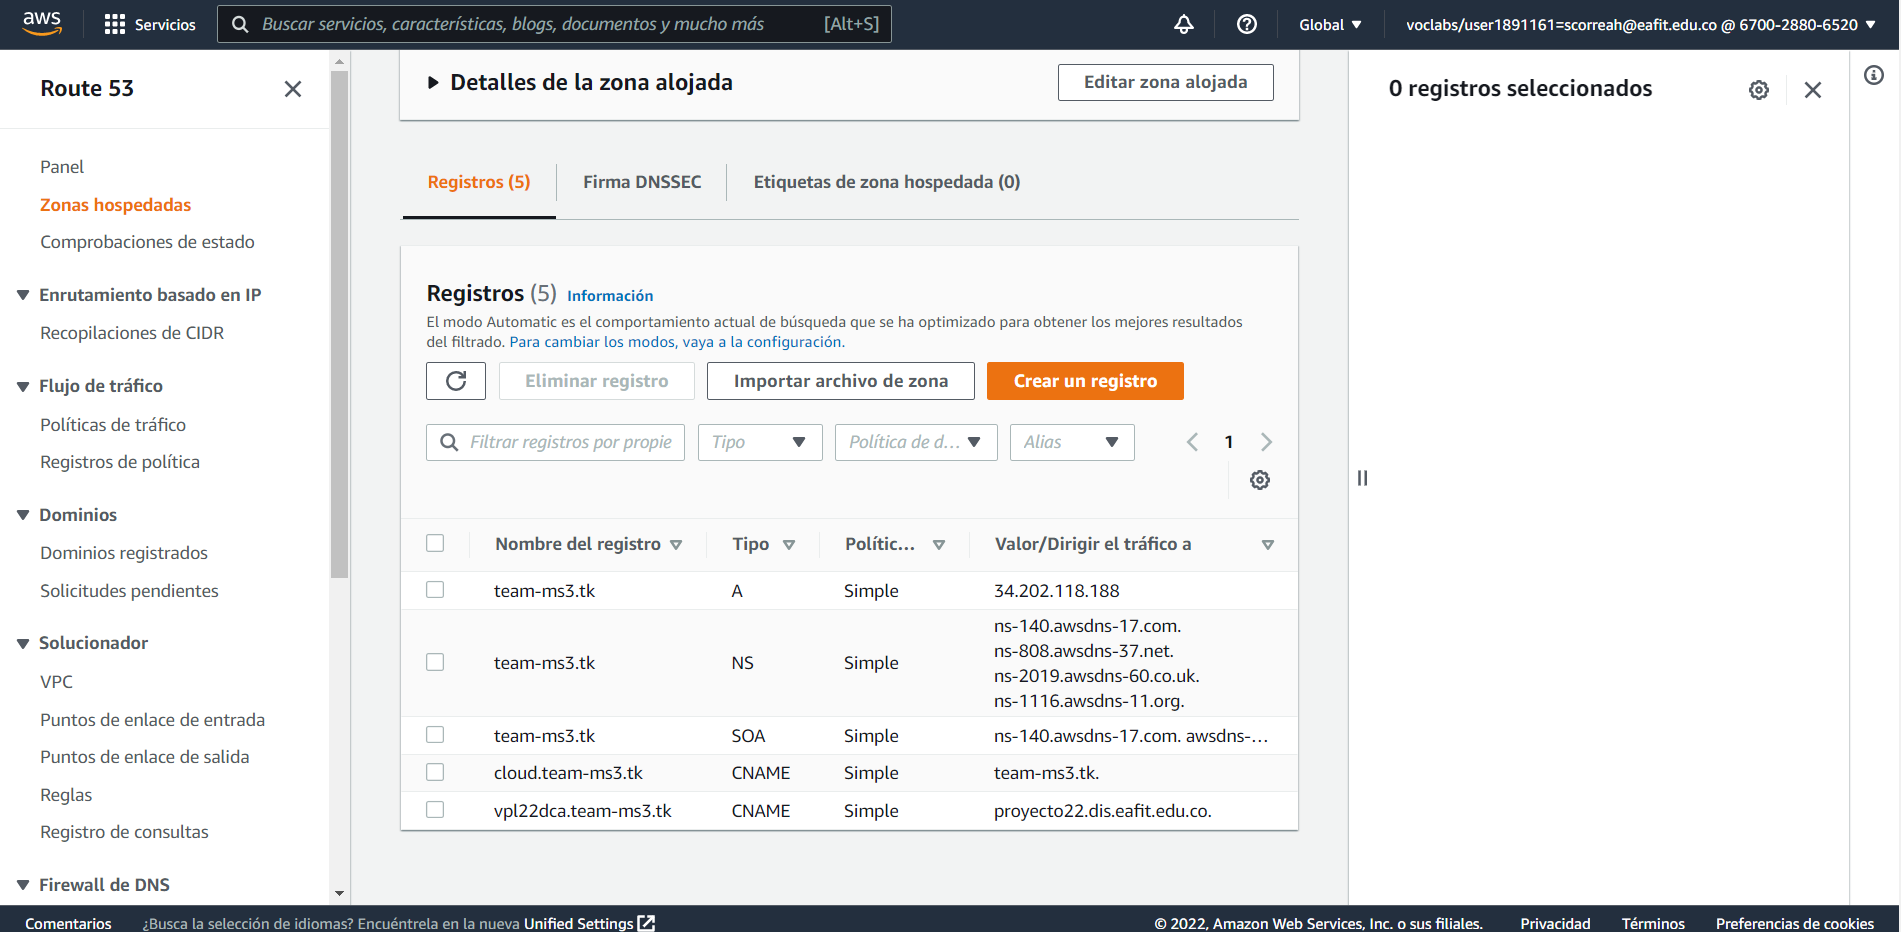 aws
Servicios
Buscar servicios, características, blogs, documentos y mucho más [Alt+S]
Global
voclabs/user1891161=scorreah@eafit.edu.co @ 6700-2880-6520
Route 53
Panel
Zonas hospedadas
Comprobaciones de estado
Enrutamiento basado en IP
Recopilaciones de CIDR
Flujo de tráfico
Políticas de tráfico
Registros de política
Dominios
Dominios registrados
Solicitudes pendientes
Solucionador
VPC
Puntos de enlace de entrada
Puntos de enlace de salida
Reglas
Registro de consultas
Firewall de DNS
Detalles de la zona alojada
Editar zona alojada
Registros (5)
Firma DNSSEC
Etiquetas de zona hospedada (0)
Registros (5) Información
El modo Automatic es el comportamiento actual de búsqueda que se ha optimizado para obtener los mejores resultados
del filtrado. Para cambiar los modos, vaya a la configuración.
Eliminar registro
Importar archivo de zona
Crear un registro
Filtrar registros por propie
Tipo
Política de d...
Alias
1
Nombre del registro Tipo Polític... Valor/Dirigir el tráfico a
team-ms3.tk A Simple 34.202.118.188
team-ms3.tk NS Simple
ns-140.awsdns-17.com.
ns-808.awsdns-37.net.
ns-2019.awsdns-60.co.uk.
ns-1116.awsdns-11.org.
team-ms3.tk SOA Simple ns-140.awsdns-17.com. awsdns-...
cloud.team-ms3.tk CNAME Simple team-ms3.tk.
vpl22dca.team-ms3.tk CNAME Simple proyecto22.dis.eafit.edu.co.
0 registros seleccionados
Comentarios
¿Busca la selección de idiomas? Encuéntrela en la nueva Unified Settings
© 2022, Amazon Web Services, Inc. o sus filiales.
Privacidad
Términos
Preferencias de cookies